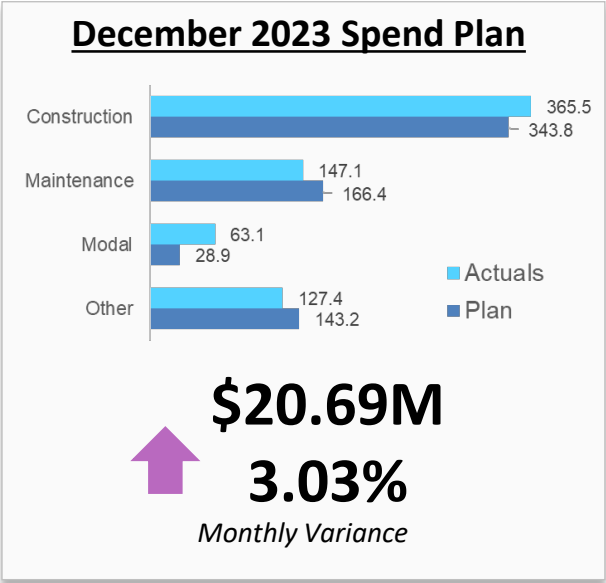 December 2023 Spend Plan
Construction
365.5
343.8
Maintenance
147.1
166.4
Modal
63.1
28.9
Other
127.4
143.2
Actuals
Plan
$20.69M
3.03%
Monthly Variance